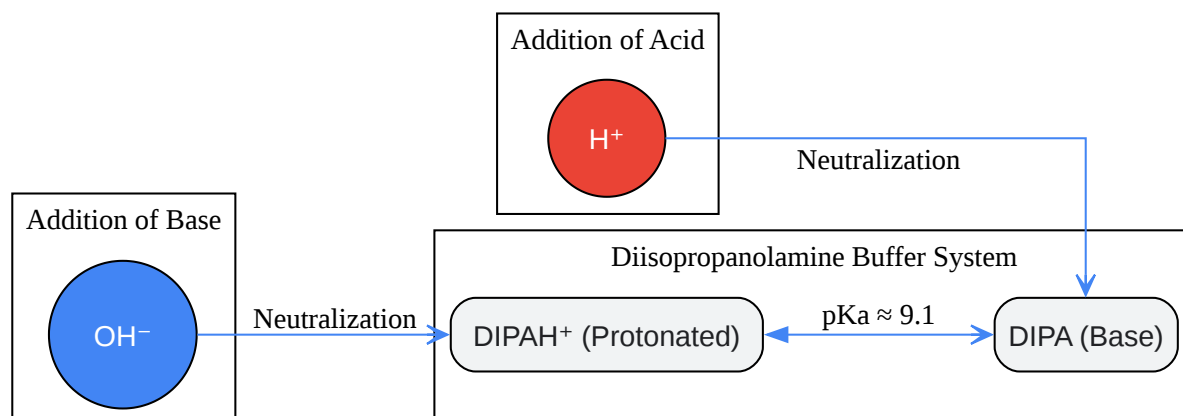 Addition of Acid
H⁺
Neutralization
Addition of Base
OH⁻
Neutralization
Diisopropanolamine Buffer System
DIPAH⁺ (Protonated)
pKa ≈ 9.1
DIPA (Base)